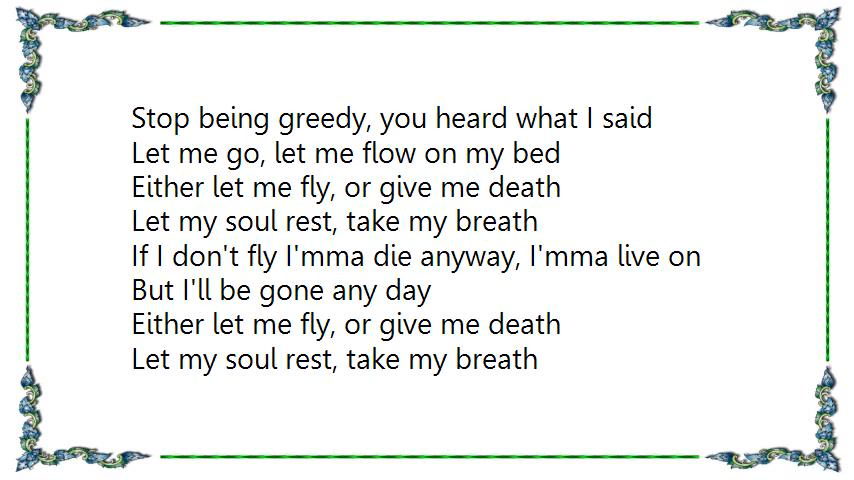 Stop being greedy, you heard what I said
Let me go, let me flow on my bed
Either let me fly, or give me death
Let my soul rest, take my breath
If I don't fly I'mma die anyway, I'mma live on
But I'll be gone any day
Either let me fly, or give me death
Let my soul rest, take my breath